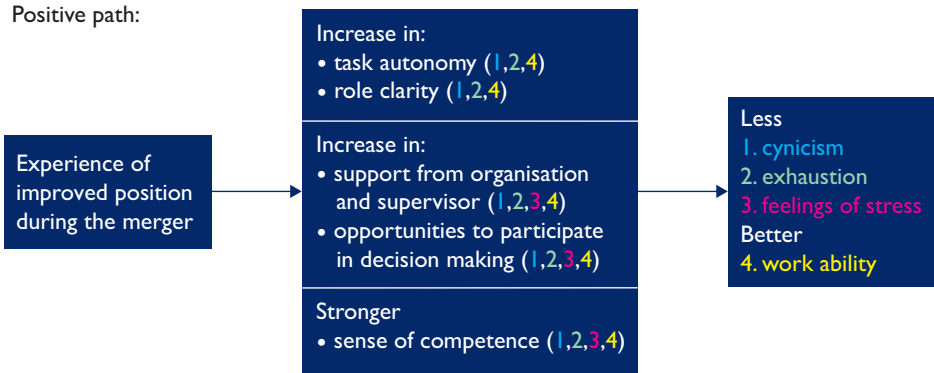 Positive path:
Experience of
improved position
during the merger
Increase in:
• task autonomy (1,2,4)
• role clarity (1,2,4)
Increase in:
• support from organisation
and supervisor (1,2,3,4)
• opportunities to participate
in decision making (1,2,3,4)
Stronger
• sense of competence (1,2,3,4)
Less
1. cynicism
2. exhaustion
3. feelings of stress
Better
4. work ability